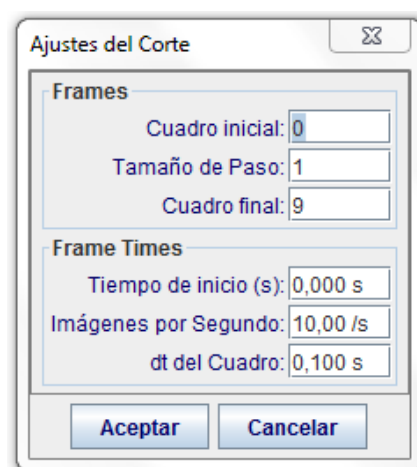 Ajustes del Corte
Frames
Cuadro inicial: 0
Tamaño de Paso: 1
Cuadro final: 9
Frame Times
Tiempo de inicio (s): 0,000 s
Imágenes por Segundo: 10,00 /s
dt del Cuadro: 0,100 s
Aceptar Cancelar